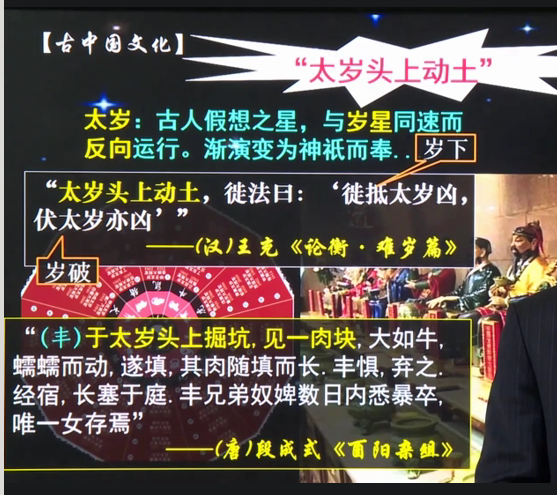 【古中国文化】
“太岁头上动土”
太岁：古人假想之星，与岁星同速而
反向运行。渐演变为神祇而奉..
岁下
“太岁头上动土，徙法曰：‘徙抵太岁凶，
伏太岁亦凶’”
——(汉)王充《论衡·难岁篇》
岁破
“(丰)于太岁头上掘坑, 见一肉块, 大如牛,
蠕蠕而动, 遂填, 其肉随填而长. 丰惧, 弃之.
经宿, 长塞于庭. 丰兄弟奴婢数日内悉暴卒,
唯一女存焉”
——(唐)段成式《酉阳杂组》